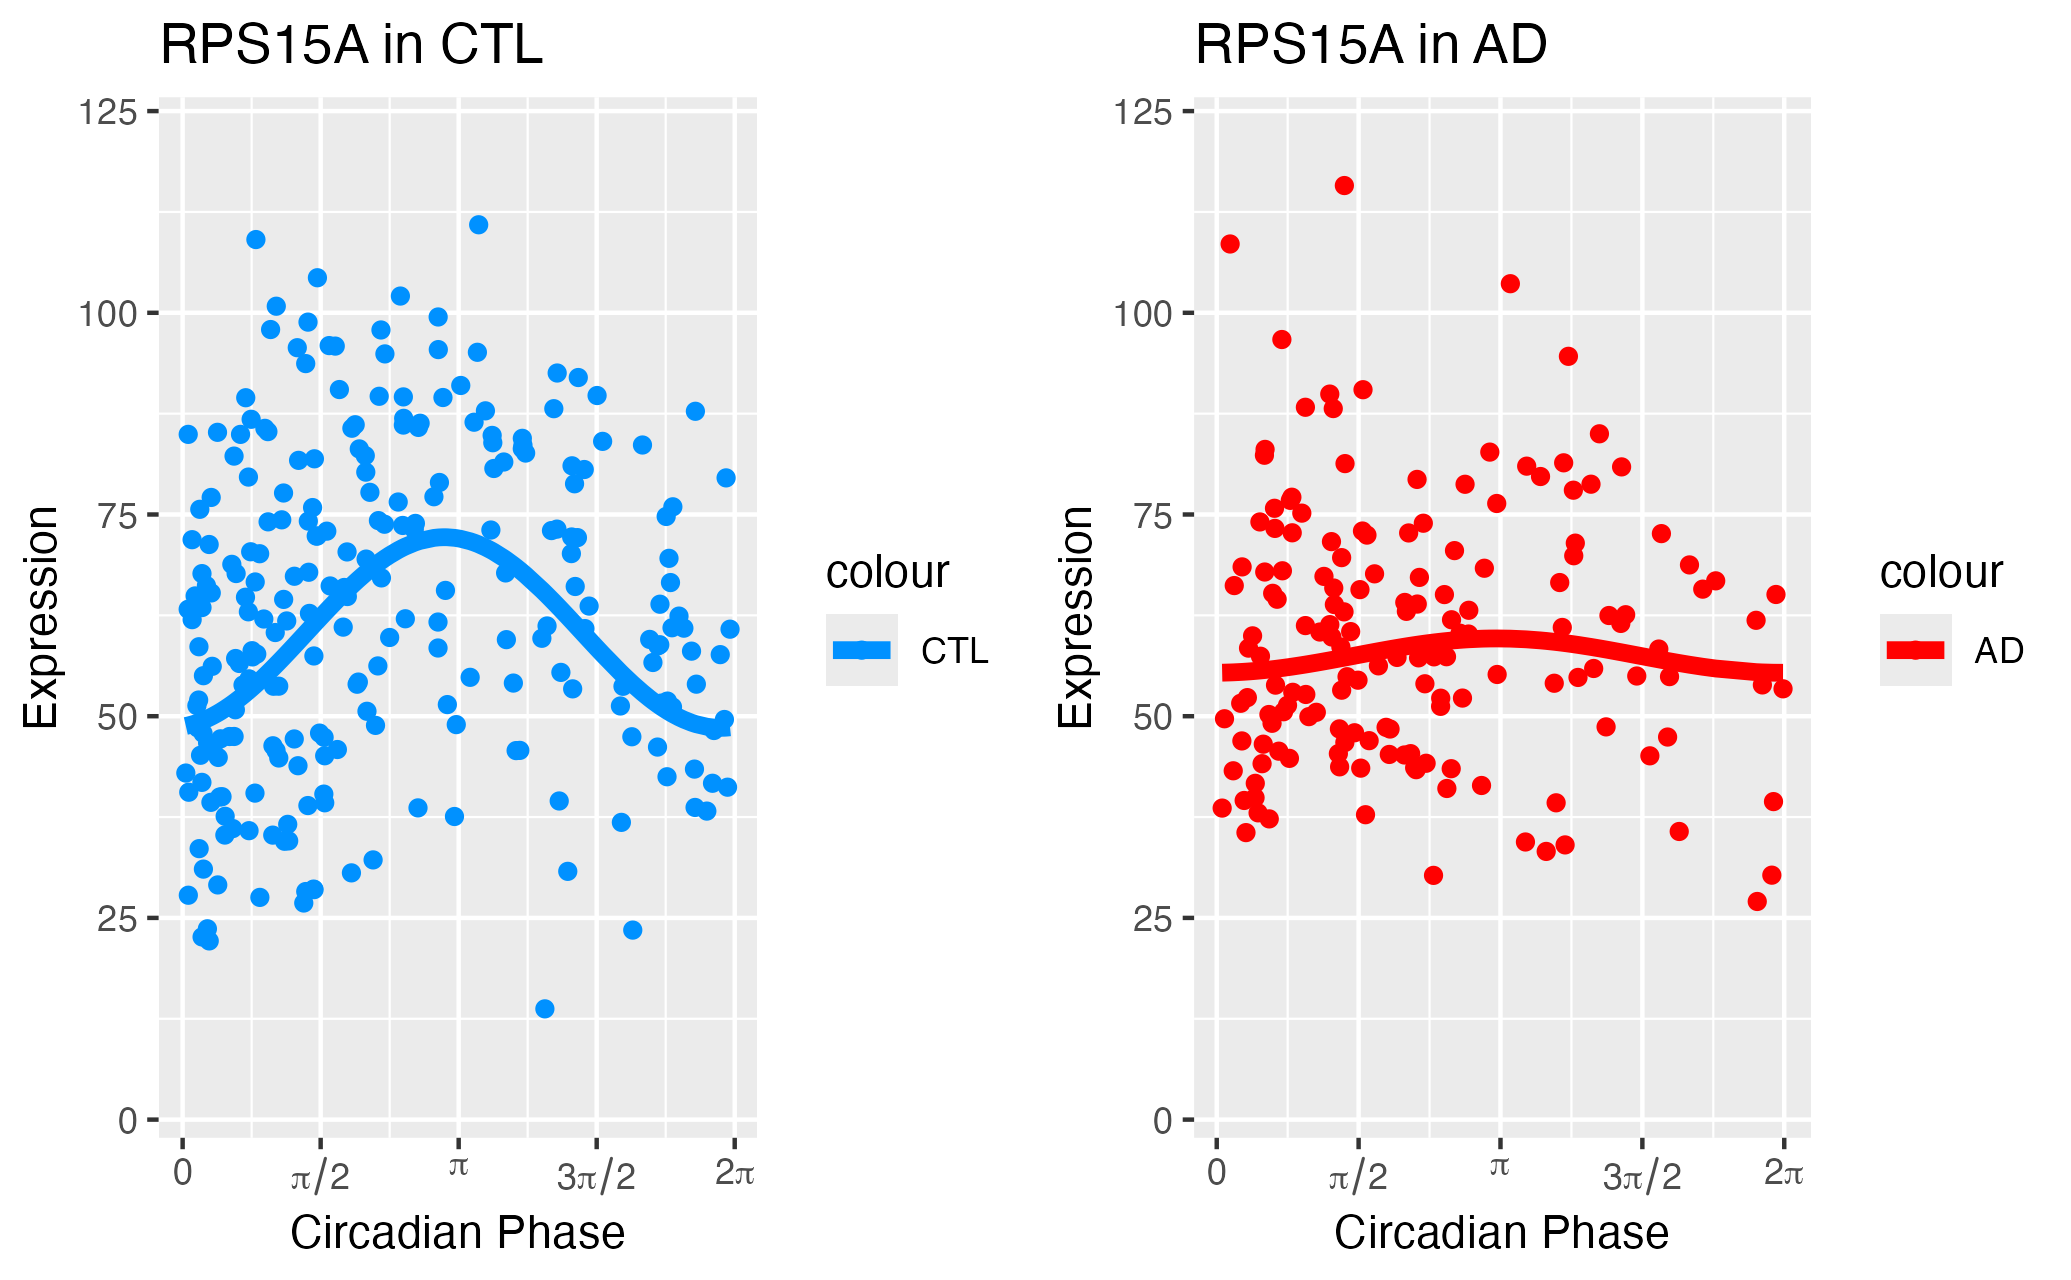 RPS15A in CTL
125
100
75
50
25
0
Expression
0 π/2 π 3π/2 2π
Circadian Phase
colour
CTL
RPS15A in AD
125
100
75
50
25
0
Expression
0 π/2 π 3π/2 2π
Circadian Phase
colour
AD